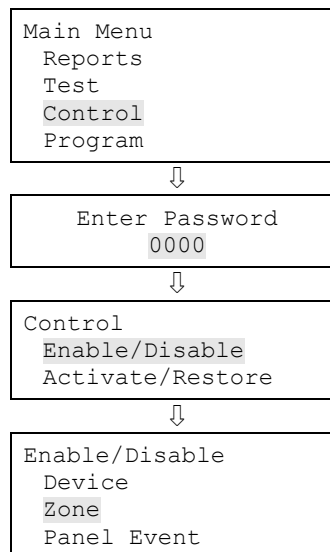 Main Menu
Reports
Test
Control
Program
⇩
Enter Password
0000
⇩
Control
Enable/Disable
Activate/Restore
⇩
Enable/Disable
Device
Zone
Panel Event